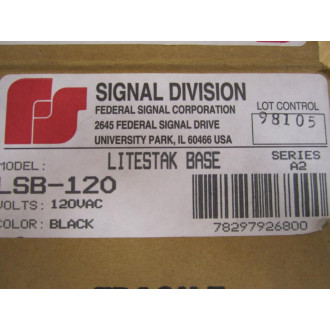 SIGNAL DIVISION
FEDERAL SIGNAL CORPORATION
2645 FEDERAL SIGNAL DRIVE
UNIVERSITY PARK, IL 60466 USA
LOT CONTROL
98105
MODEL:
LITESTAK BASE
SERIES
A2
LSB-120
VOLTS: 120VAC
COLOR: BLACK
78297926800